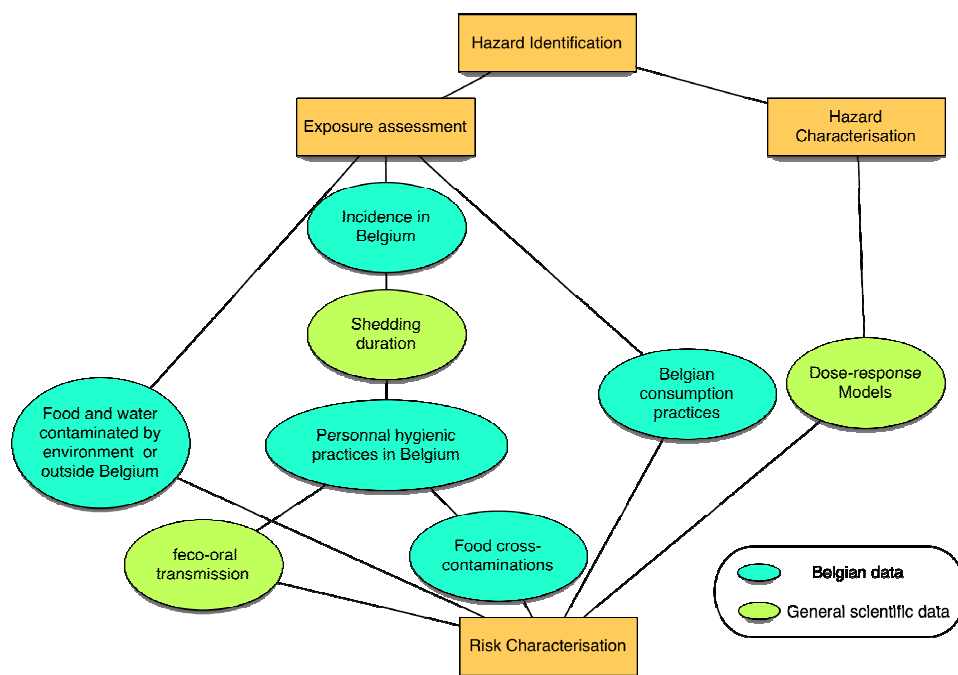 Hazard Identification
Exposure assessment
Hazard
Characterisation
Incidence in
Belgium
Shedding
duration
Belgian
consumption
practices
Dose-response
Models
Food and water
contaminated by
environment or
outside Belgium
Personnal hygienic
practices in Belgium
feco-oral
transmission
Food cross-
contaminations
Belgian data
General scientific data
Risk Characterisation